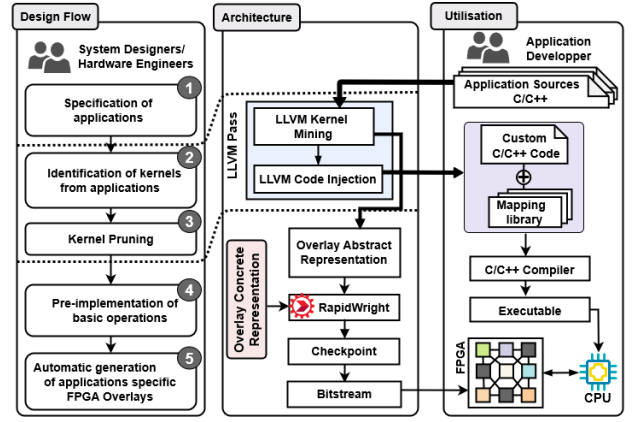 Design Flow
System Designers/
Hardware Engineers
1
Specification of
applications
2
Identification of kernels
from applications
3
Kernel Pruning
4
Pre-implementation of
basic operations
5
Automatic generation
of applications specific
FPGA Overlays
Architecture
LLVM Pass
LLVM Kernel
Mining
LLVM Code Injection
Overlay Abstract
Representation
Overlay Concrete
Representation
RapidWright
Checkpoint
Bitstream
Utilisation
Application
Developper
Application Sources
C/C++
Custom
C/C++ Code
Mapping
library
C/C++ Compiler
Executable
FPGA
CPU